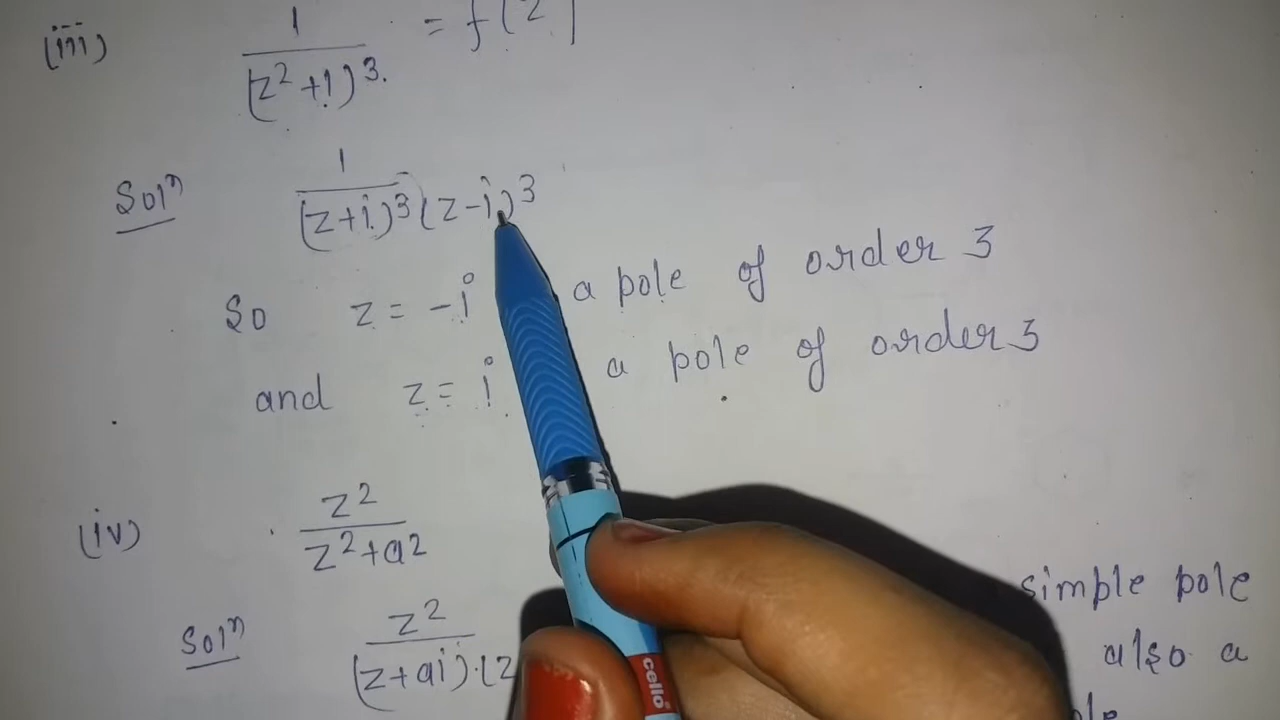 (iii) 1/(z²+1)³ = f(z)
Solⁿ 1/(z+i)³(z-i)³
So z = -i a pole of order 3
and z = i a pole of order 3
(iv) z²/z²+a²
simple pole
Solⁿ z²/(z+ai).(z
also a
cello